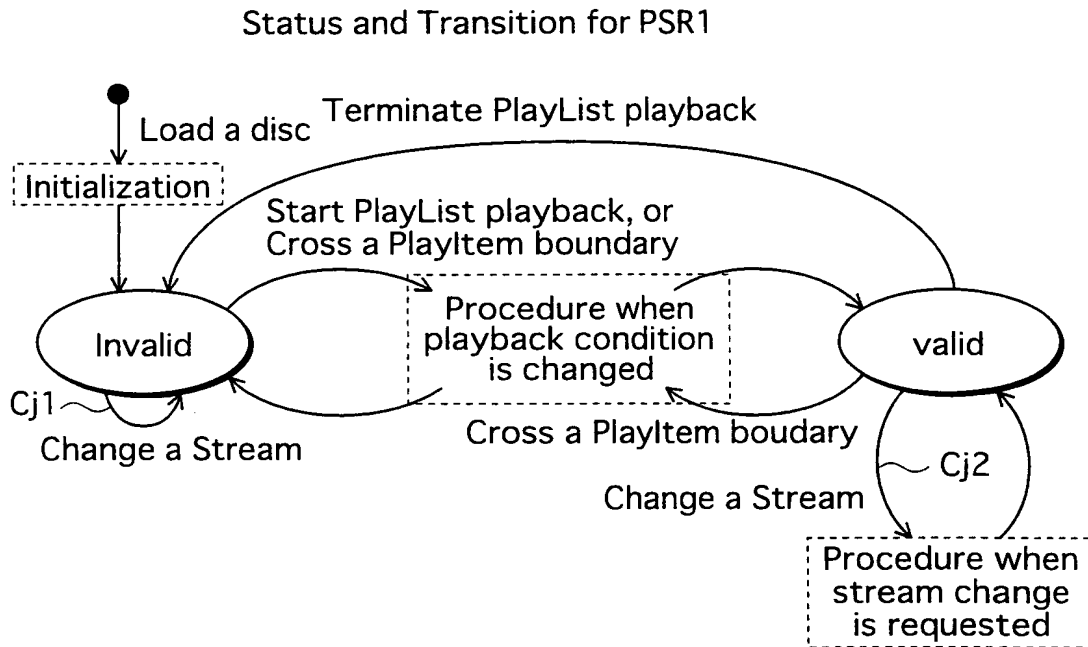 Status and Transition for PSR1
Terminate PlayList playback
Load a disc
Initialization
Start PlayList playback, or
Cross a PlayItem boundary
Procedure when
playback condition
is changed
Invalid
valid
Cj1
Change a Stream
Cross a PlayItem boudary
Cj2
Change a Stream
Procedure when
stream change
is requested